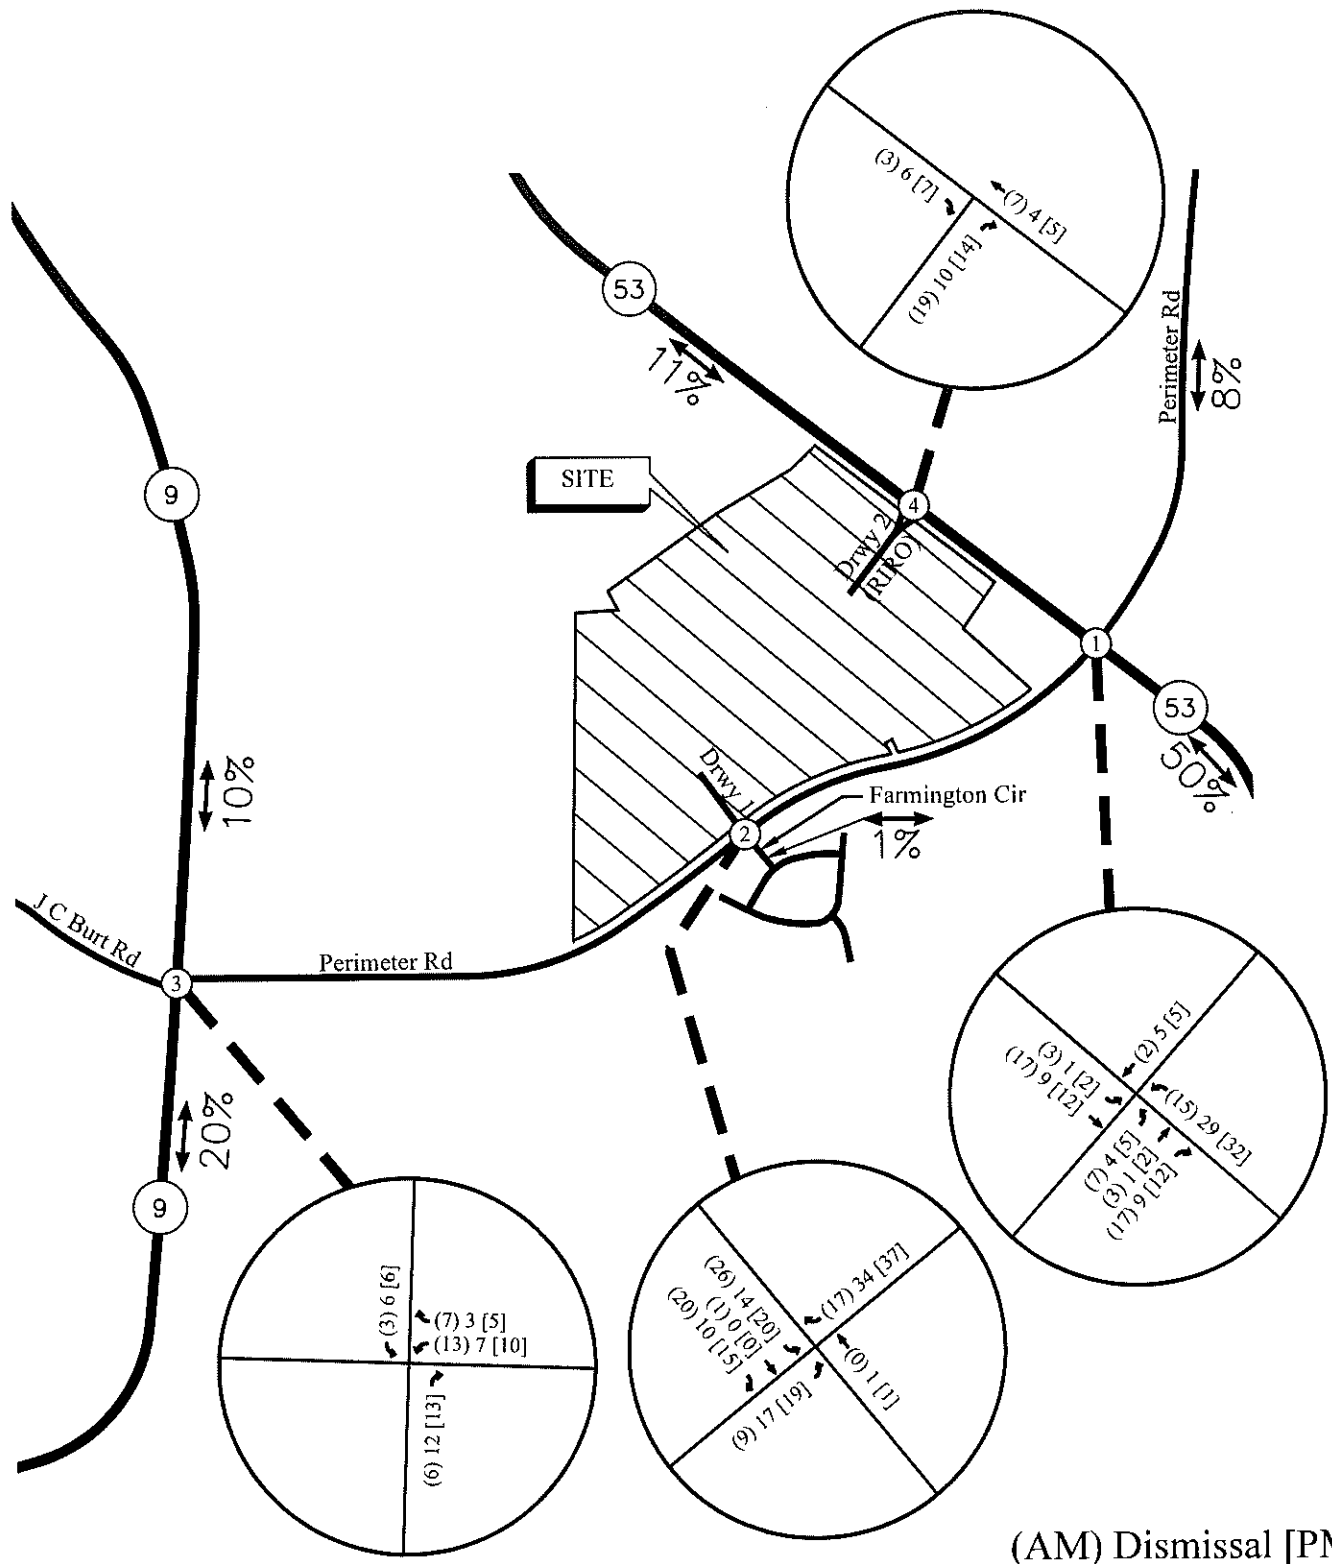 (3) 6 [7]
(7) 4 [5]
(19) 10 [14]
53
11%
Perimeter Rd
8%
9
SITE
4
Drwy 2
(RIRO)
1
53
50%
10%
Drwy 1
Farmington Cir
2
1%
J C Burt Rd
3
Perimeter Rd
20%
9
(2) 5 [5]
(3) 1 [2]
(17) 9 [12]
(15) 29 [32]
(7) 4 [5]
(3) 1 [2]
(17) 9 [12]
(3) 6 [6]
(7) 3 [5]
(13) 7 [10]
(6) 12 [13]
(26) 14 [20]
(1) 0 [0]
(20) 10 [15]
(17) 34 [37]
(0) 1 [1]
(9) 17 [19]
(AM) Dismissal [PM